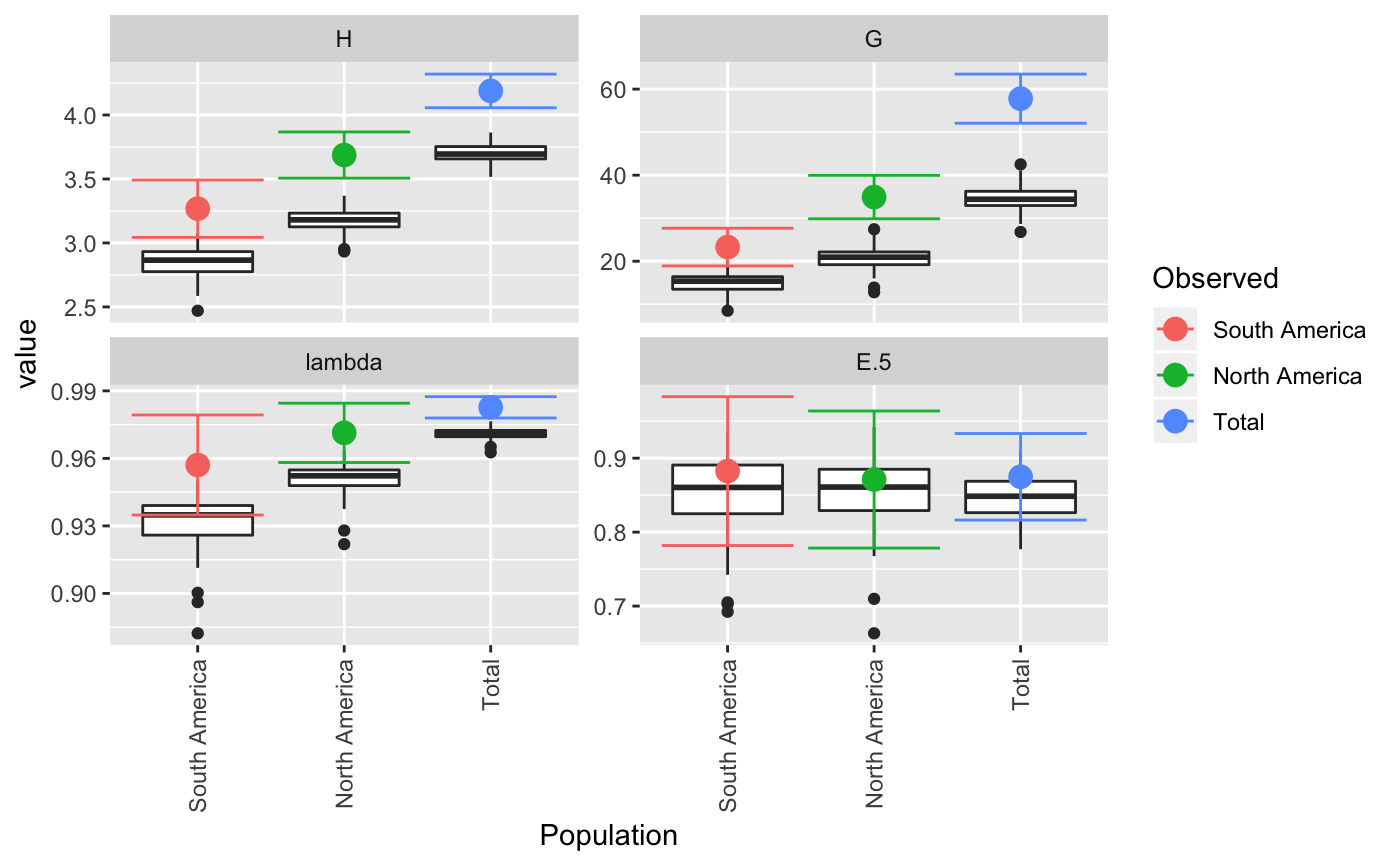 H
G
4.0
3.5
3.0
2.5
60
40
20
lambda
E.5
0.99
0.96
0.93
0.90
0.9
0.8
0.7
South America
North America
Total
South America
North America
Total
value
Population
Observed
South America
North America
Total